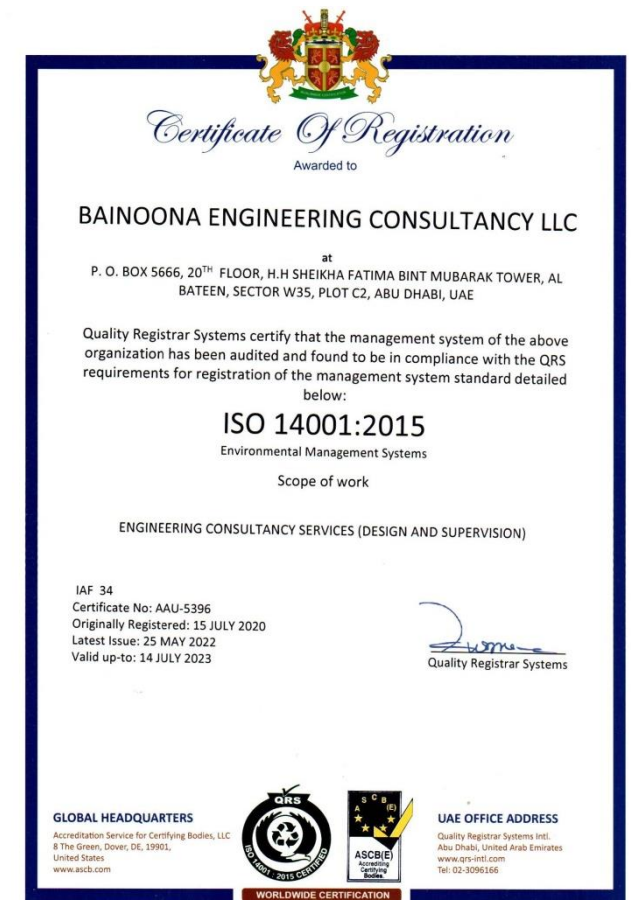 Certificate Of Registration
Awarded to
BAINOONA ENGINEERING CONSULTANCY LLC
at
P. O. BOX 5666, 20TH FLOOR, H.H SHEIKHA FATIMA BINT MUBARAK TOWER, AL
BATEEN, SECTOR W35, PLOT C2, ABU DHABI, UAE
Quality Registrar Systems certify that the management system of the above
organization has been audited and found to be in compliance with the QRS
requirements for registration of the management system standard detailed
below:
ISO 14001:2015
Environmental Management Systems
Scope of work
ENGINEERING CONSULTANCY SERVICES (DESIGN AND SUPERVISION)
IAF 34
Certificate No: AAU-5396
Originally Registered: 15 JULY 2020
Latest Issue: 25 MAY 2022
Valid up-to: 14 JULY 2023
Quality Registrar Systems
GLOBAL HEADQUARTERS
Accreditation Service for Certifying Bodies, LLC
8 The Green, Dover, DE, 19901,
United States
www.ascb.com
QRS
ISO 14001 : 2015 CERTIFIED
A S C B (E)
ASCB(E)
Accrediting
Certifying
Bodies.
UAE OFFICE ADDRESS
Quality Registrar Systems Intl.
Abu Dhabi, United Arab Emirates
www.qrs-intl.com
Tel: 02-3096166
WORLDWIDE CERTIFICATION